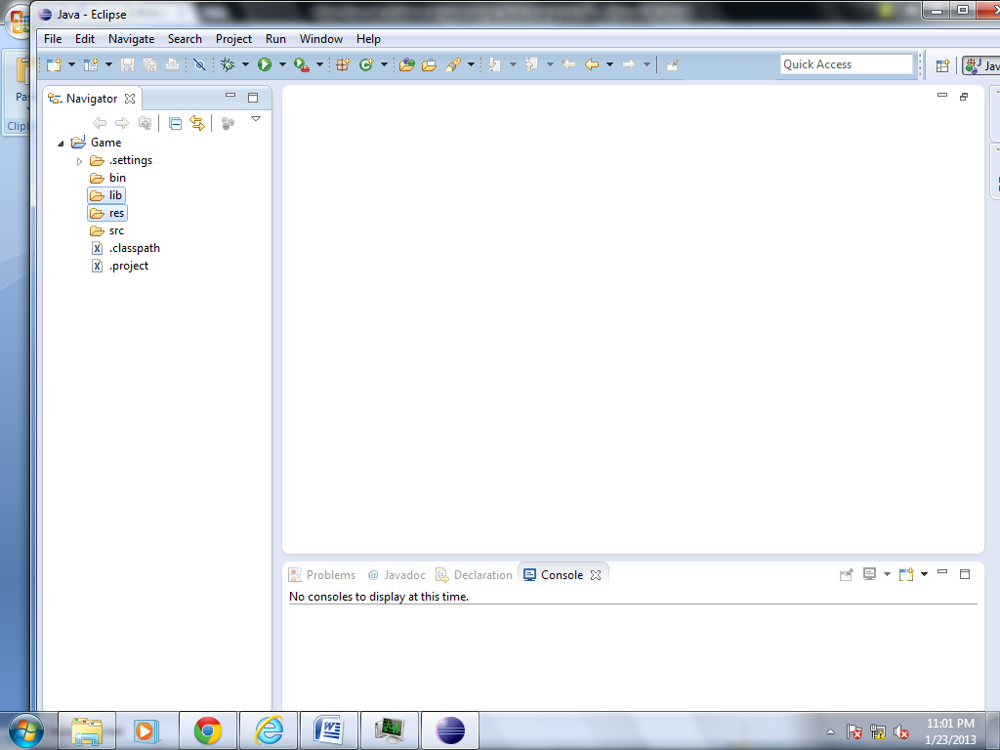 Java - Eclipse
File Edit Navigate Search Project Run Window Help
Quick Access
Jav
Pas
Clipb
Navigator
Game
.settings
bin
lib
res
src
.classpath
.project
Problems @ Javadoc Declaration Console
No consoles to display at this time.
11:01 PM
1/23/2013